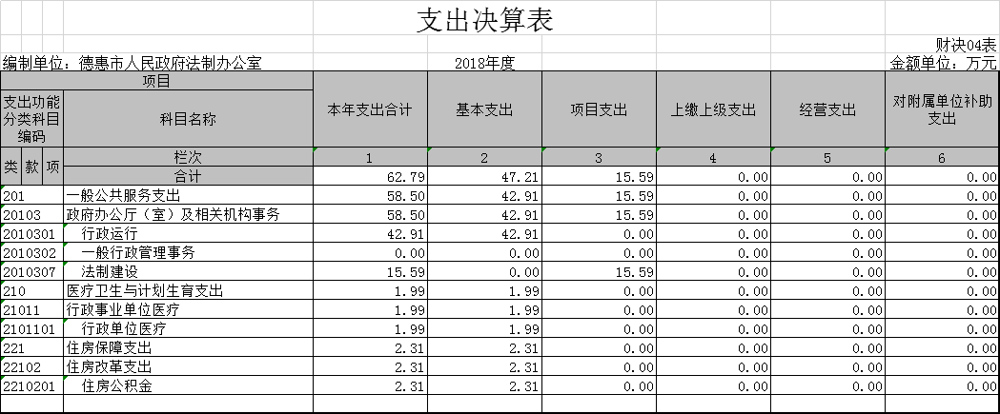 支出决算表
财决04表
编制单位：德惠市人民政府法制办公室 2018年度 金额单位：万元
项目 本年支出合计 基本支出 项目支出 上缴上级支出 经营支出 对附属单位补助支出
支出功能分类科目编码 科目名称
类 款 项 栏次 1 2 3 4 5 6
合计 62.79 47.21 15.59 0.00 0.00 0.00
201 一般公共服务支出 58.50 42.91 15.59 0.00 0.00 0.00
20103 政府办公厅（室）及相关机构事务 58.50 42.91 15.59 0.00 0.00 0.00
2010301 行政运行 42.91 42.91 0.00 0.00 0.00 0.00
2010302 一般行政管理事务 0.00 0.00 0.00 0.00 0.00 0.00
2010307 法制建设 15.59 0.00 15.59 0.00 0.00 0.00
210 医疗卫生与计划生育支出 1.99 1.99 0.00 0.00 0.00 0.00
21011 行政事业单位医疗 1.99 1.99 0.00 0.00 0.00 0.00
2101101 行政单位医疗 1.99 1.99 0.00 0.00 0.00 0.00
221 住房保障支出 2.31 2.31 0.00 0.00 0.00 0.00
22102 住房改革支出 2.31 2.31 0.00 0.00 0.00 0.00
2210201 住房公积金 2.31 2.31 0.00 0.00 0.00 0.00